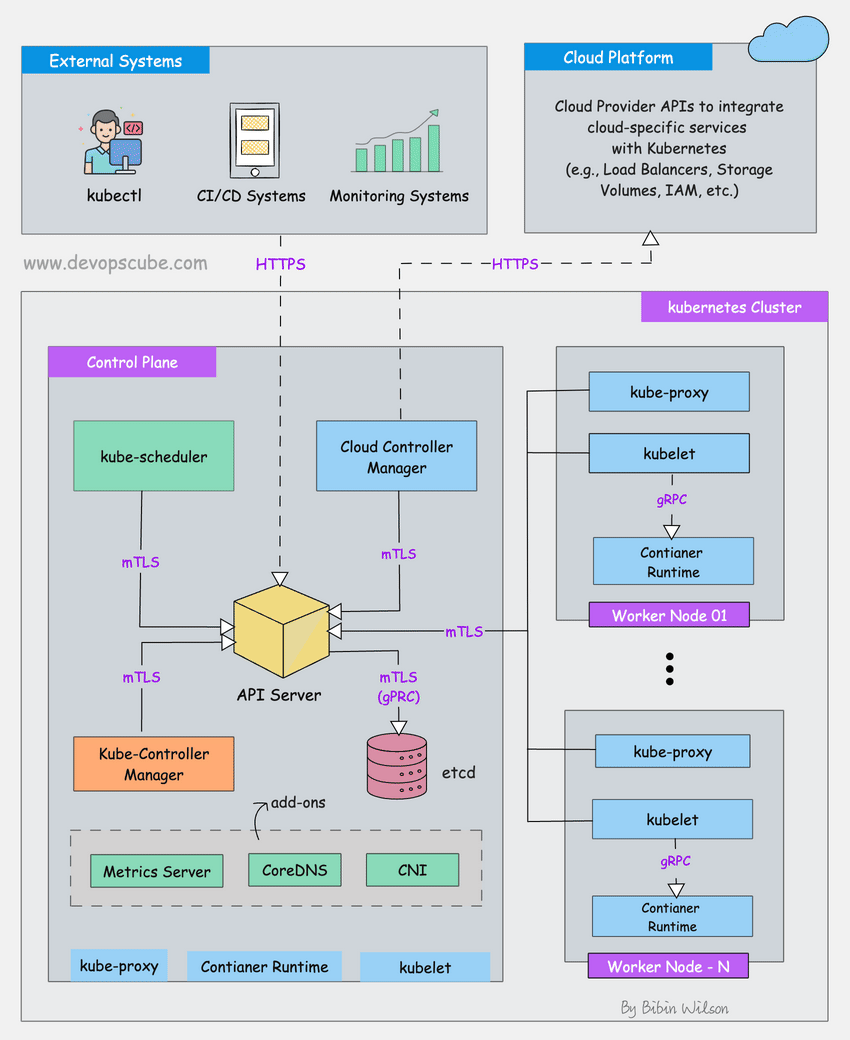 External Systems
kubectl
CI/CD Systems
Monitoring Systems
Cloud Platform
Cloud Provider APIs to integrate
cloud-specific services
with Kubernetes
(e.g., Load Balancers, Storage
Volumes, IAM, etc.)
www.devopscube.com
HTTPS
HTTPS
kubernetes Cluster
Control Plane
kube-scheduler
Cloud Controller
Manager
mTLS
mTLS
API Server
mTLS
mTLS
mTLS
(gPRC)
Kube-Controller
Manager
etcd
add-ons
Metrics Server
CoreDNS
CNI
kube-proxy
Contianer Runtime
kubelet
kube-proxy
kubelet
gRPC
Contianer
Runtime
Worker Node 01
kube-proxy
kubelet
gRPC
Contianer
Runtime
Worker Node - N
By Bibin Wilson